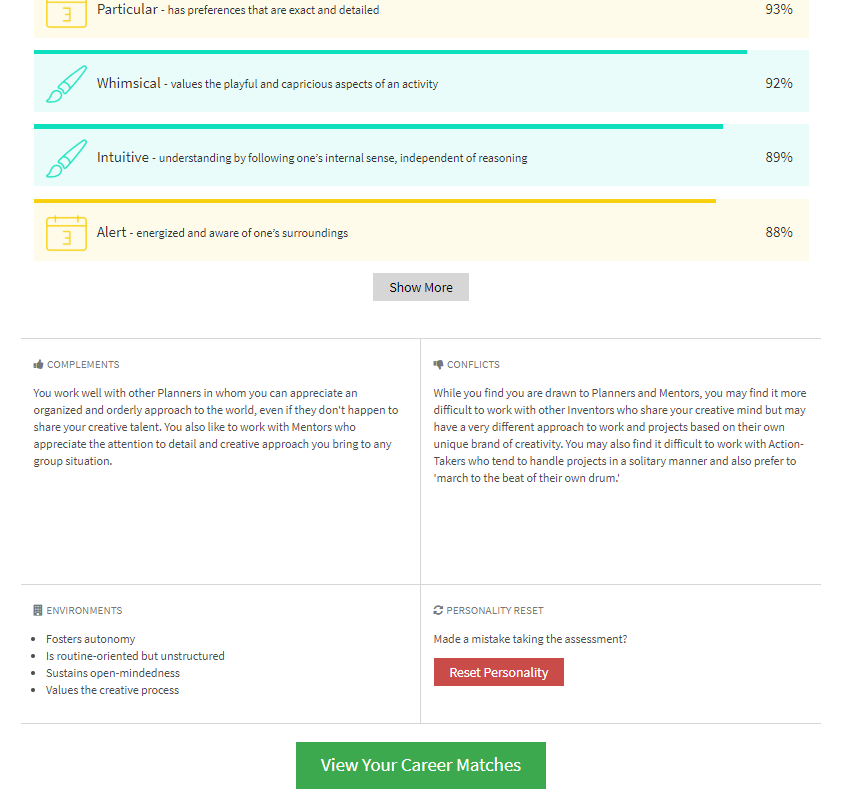 3
Particular - has preferences that are exact and detailed 93%
Whimsical - values the playful and capricious aspects of an activity 92%
Intuitive - understanding by following one’s internal sense, independent of reasoning 89%
3
Alert - energized and aware of one’s surroundings 88%
Show More
COMPLEMENTS
You work well with other Planners in whom you can appreciate an
organized and orderly approach to the world, even if they don't happen to
share your creative talent. You also like to work with Mentors who
appreciate the attention to detail and creative approach you bring to any
group situation.
CONFLICTS
While you find you are drawn to Planners and Mentors, you may find it more
difficult to work with other Inventors who share your creative mind but may
have a very different approach to work and projects based on their own
unique brand of creativity. You may also find it difficult to work with Action-
Takers who tend to handle projects in a solitary manner and also prefer to
'march to the beat of their own drum.'
ENVIRONMENTS
• Fosters autonomy
• Is routine-oriented but unstructured
• Sustains open-mindedness
• Values the creative process
PERSONALITY RESET
Made a mistake taking the assessment?
Reset Personality
View Your Career Matches